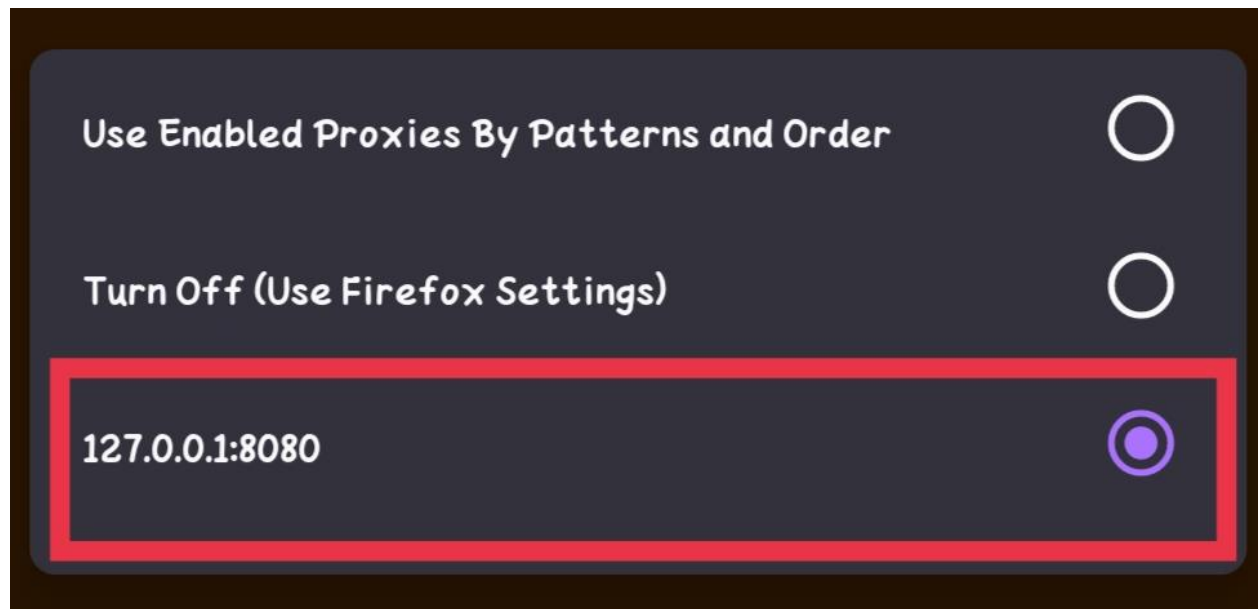 Use Enabled Proxies By Patterns and Order
Turn Off (Use Firefox Settings)
127.0.0.1:8080